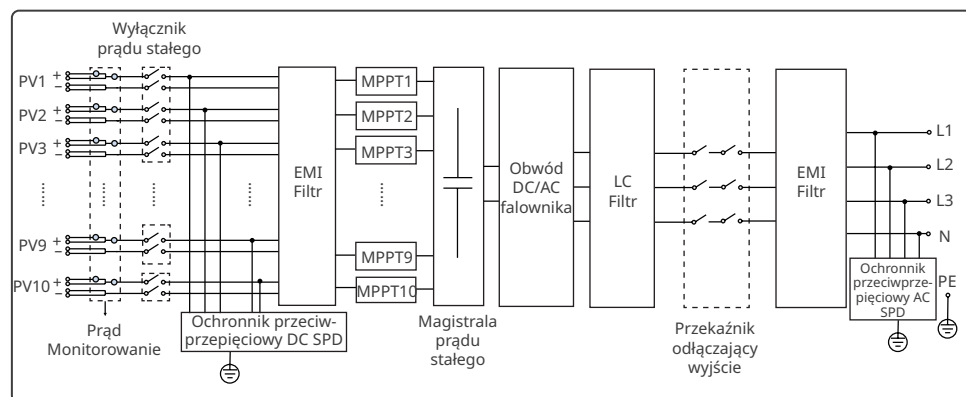 Wyłącznik
prądu stałego
PV1
+
–
PV2
+
–
PV3
+
–
PV9
+
–
PV10
+
–
Prąd
Monitorowanie
Ochronnik przeciw-
przepięciowy DC SPD
EMI
Filtr
MPPT1
MPPT2
MPPT3
MPPT9
MPPT10
Magistrala
prądu
stałego
Obwód
DC/AC
falownika
LC
Filtr
Przekaźnik
odłączający
wyjście
EMI
Filtr
L1
L2
L3
N
Ochronnik
przeciwprze-
pięciowy AC
SPD
PE